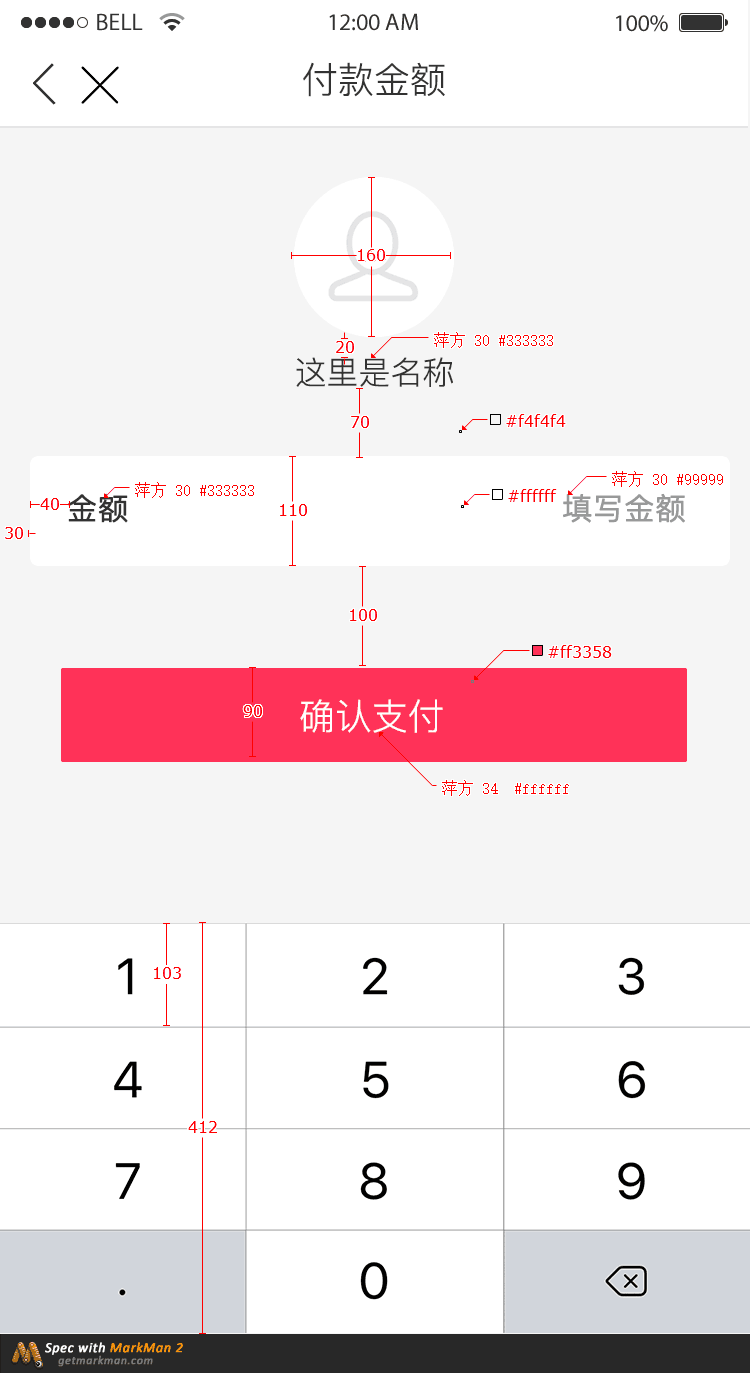 BELL 12:00 AM 100%
付款金额
160
萍方 30 #333333
20
这里是名称
70
#f4f4f4
萍方 30 #99999
40
金额
萍方 30 #333333
110
#ffffff
填写金额
30
100
#ff3358
90
确认支付
萍方 34 #ffffff
1 103 2 3
4 5 6
412
7 8 9
. 0
Spec with MarkMan 2
getmarkman.com